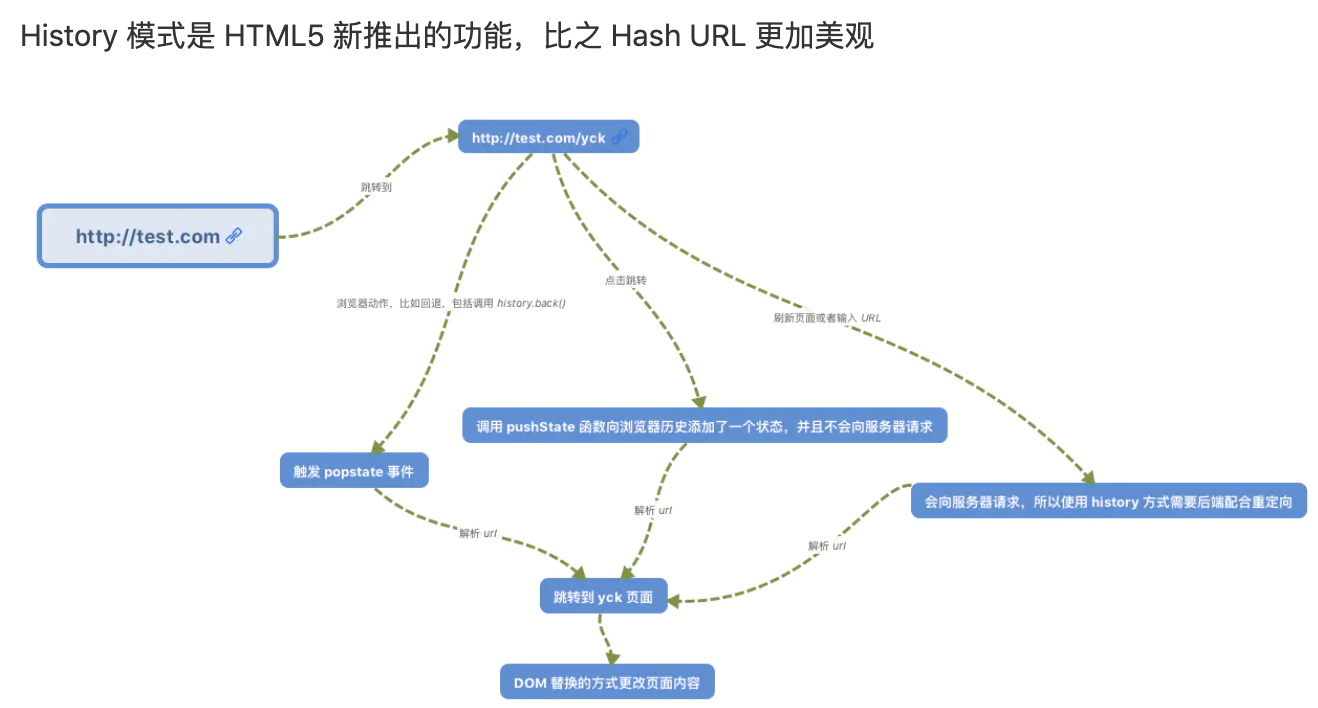 History 模式是 HTML5 新推出的功能，比之 Hash URL 更加美观
http://test.com/yck
跳转到
http://test.com
点击跳转
浏览器动作，比如回退，包括调用 history.back()
刷新页面或者输入 URL
调用 pushState 函数向浏览器历史添加了一个状态，并且不会向服务器请求
触发 popstate 事件
会向服务器请求，所以使用 history 方式需要后端配合重定向
解析 url
解析 url
解析 url
跳转到 yck 页面
DOM 替换的方式更改页面内容